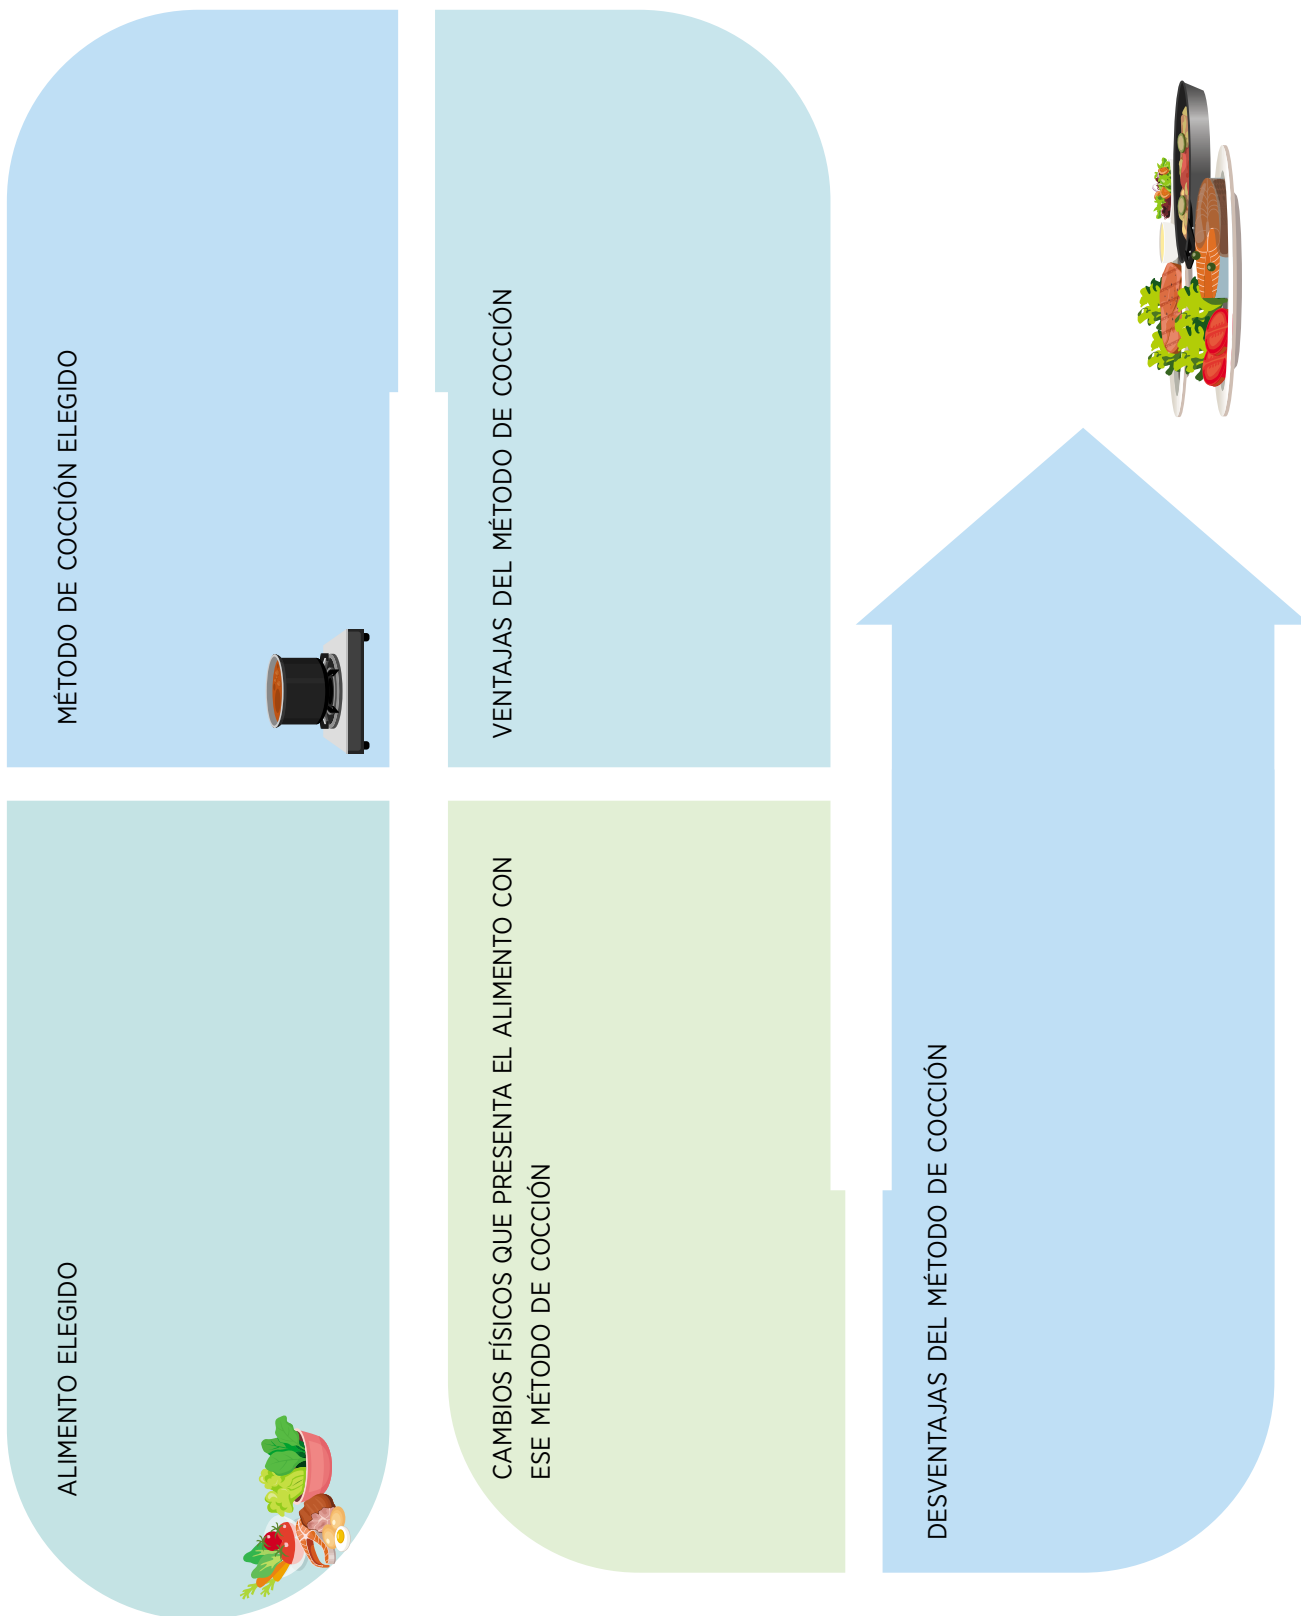 ALIMENTO ELEGIDO
MÉTODO DE COCCIÓN ELEGIDO
CAMBIOS FÍSICOS QUE PRESENTA EL ALIMENTO CON
ESE MÉTODO DE COCCIÓN
VENTAJAS DEL MÉTODO DE COCCIÓN
DESVENTAJAS DEL MÉTODO DE COCCIÓN